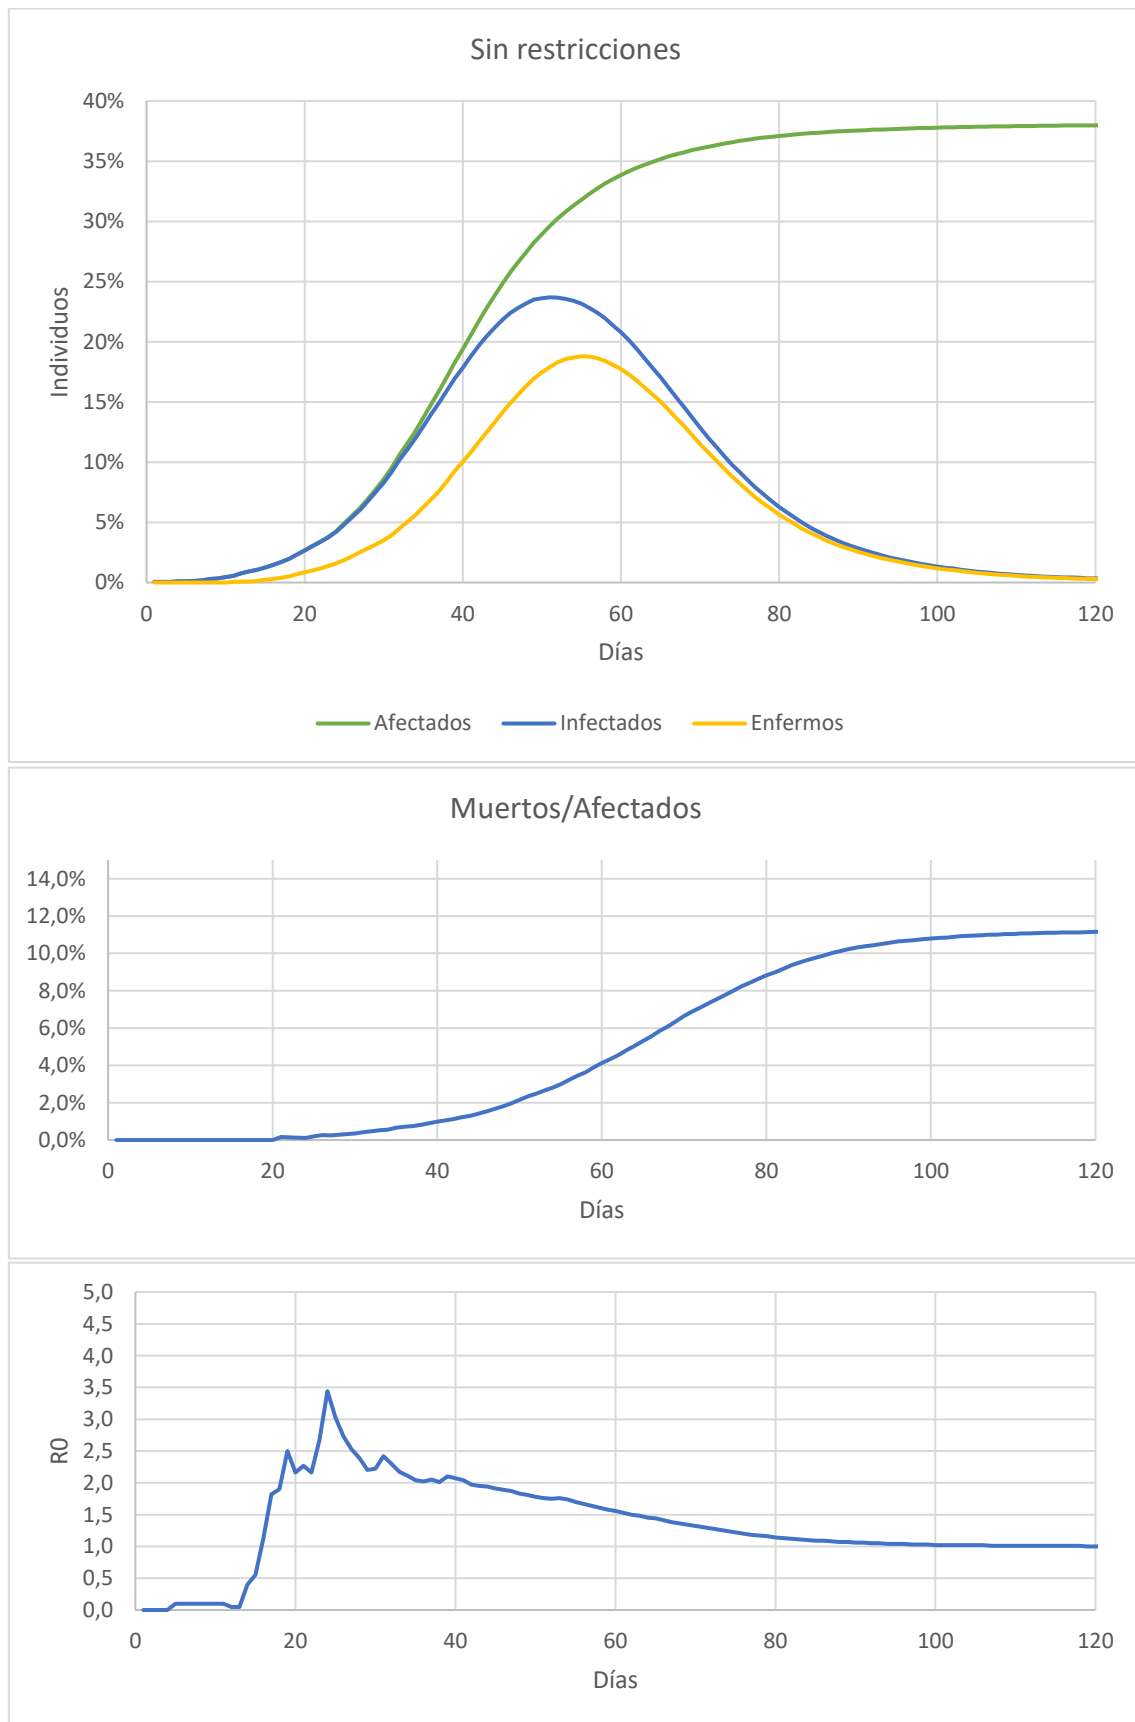 Sin restricciones
40%
35%
30%
25%
20%
15%
10%
5%
0%
Individuos
0 20 40 60 80 100 120
Días
Afectados Infectados Enfermos
Muertos/Afectados
14,0%
12,0%
10,0%
8,0%
6,0%
4,0%
2,0%
0,0%
0 20 40 60 80 100 120
Días
5,0
4,5
4,0
3,5
3,0
2,5
2,0
1,5
1,0
0,5
0,0
R0
0 20 40 60 80 100 120
Días